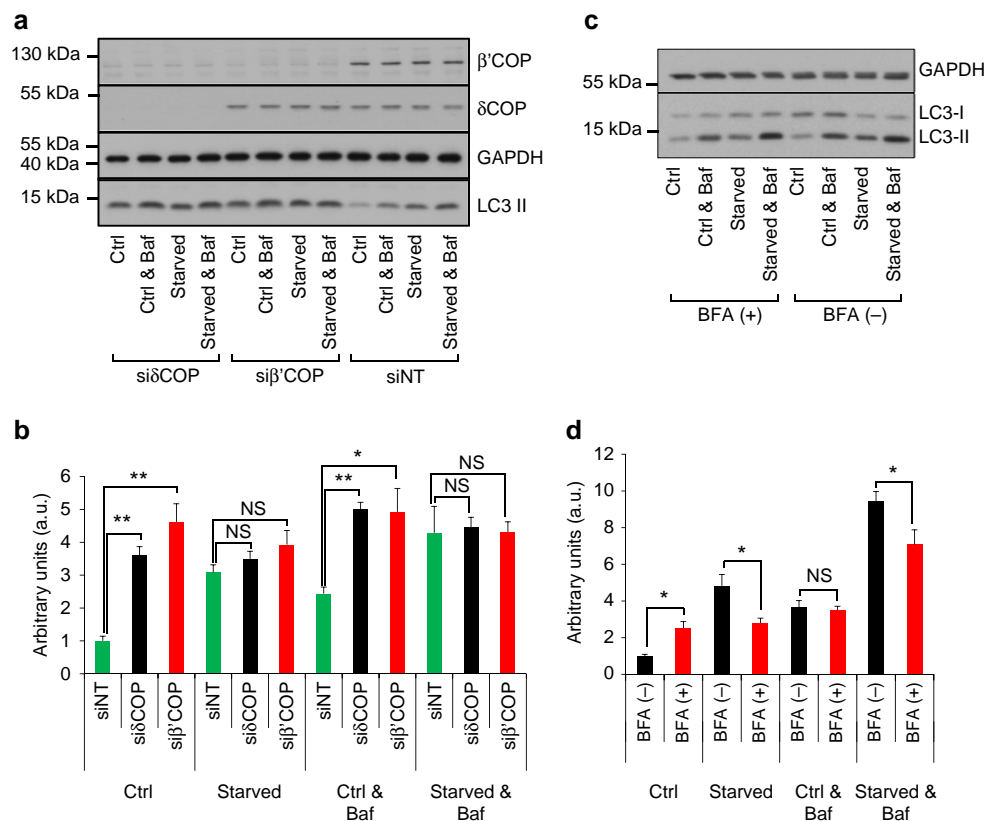 a
130 kDa
β'COP
55 kDa
δCOP
55 kDa
40 kDa
GAPDH
15 kDa
LC3 II
Ctrl
Ctrl & Baf
Starved
Starved & Baf
Ctrl
Ctrl & Baf
Starved
Starved & Baf
Ctrl
Ctrl & Baf
Starved
Starved & Baf
siδCOP
siβ'COP
siNT
c
GAPDH
55 kDa
LC3-I
15 kDa
LC3-II
Ctrl
Ctrl & Baf
Starved
Starved & Baf
Ctrl
Ctrl & Baf
Starved
Starved & Baf
BFA (+)
BFA (–)
b
Arbitrary units (a.u.)
6
5
4
3
2
1
0
**
**
NS
NS
*
**
NS
NS
siNT
siδCOP
siβ'COP
siNT
siδCOP
siβ'COP
siNT
siδCOP
siβ'COP
siNT
siδCOP
siβ'COP
Ctrl
Starved
Ctrl &
Baf
Starved &
Baf
d
Arbitrary units (a.u.)
12
10
8
6
4
2
0
*
*
NS
*
BFA (–)
BFA (+)
BFA (–)
BFA (+)
BFA (–)
BFA (+)
BFA (–)
BFA (+)
Ctrl
Starved
Ctrl &
Baf
Starved &
Baf